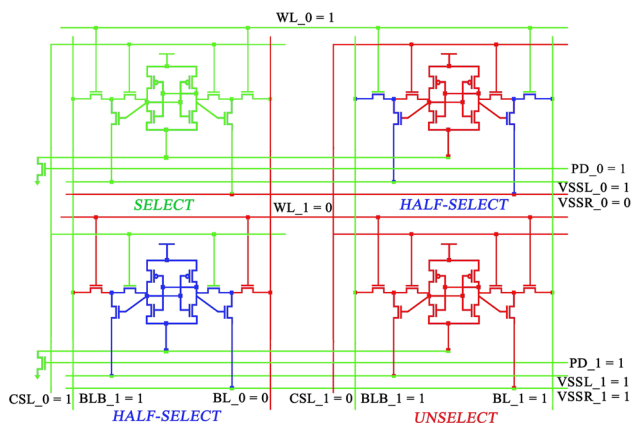 WL_0 = 1
PD_0 = 1
VSSL_0 = 1
VSSR_0 = 0
SELECT
HALF-SELECT
WL_1 = 0
PD_1 = 1
VSSL_1 = 1
VSSR_1 = 1
CSL_0 = 1 BLB_1 = 1 BL_0 = 0 CSL_1 = 0 BLB_1 = 1 BL_1 = 1
HALF-SELECT
UNSELECT